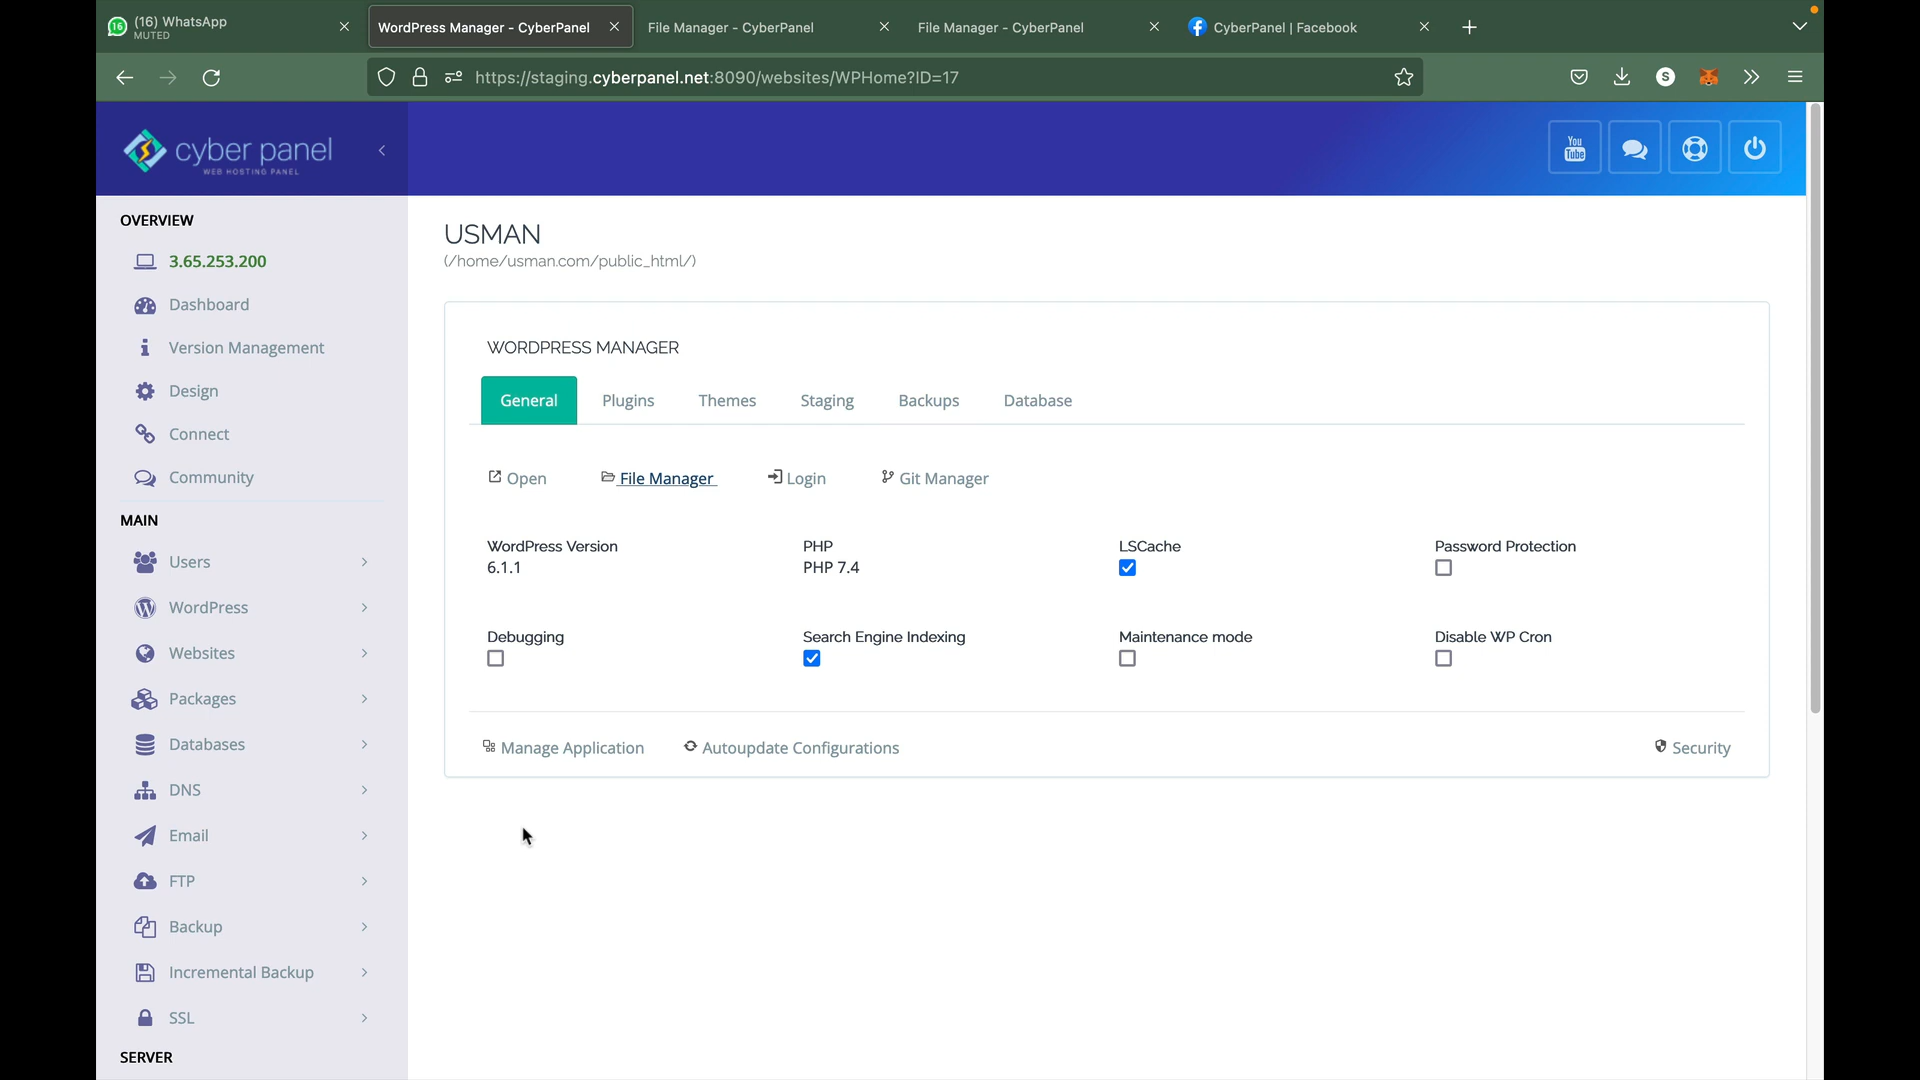 (16) WhatsApp
MUTED
16
WordPress Manager - CyberPanel
File Manager - CyberPanel
File Manager - CyberPanel
CyberPanel | Facebook
https://staging.cyberpanel.net:8090/websites/WPHome?ID=17
S
cyber panel
WEB HOSTING PANEL
You
Tube
OVERVIEW
3.65.253.200
Dashboard
Version Management
Design
Connect
Community
MAIN
Users
WordPress
Websites
Packages
Databases
DNS
Email
FTP
Backup
Incremental Backup
SSL
SERVER
USMAN
(/home/usman.com/public_html/)
WORDPRESS MANAGER
General Plugins Themes Staging Backups Database
Open File Manager Login Git Manager
WordPress Version PHP LSCache Password Protection
6.1.1 PHP 7.4
Debugging Search Engine Indexing Maintenance mode Disable WP Cron
Manage Application Autoupdate Configurations Security